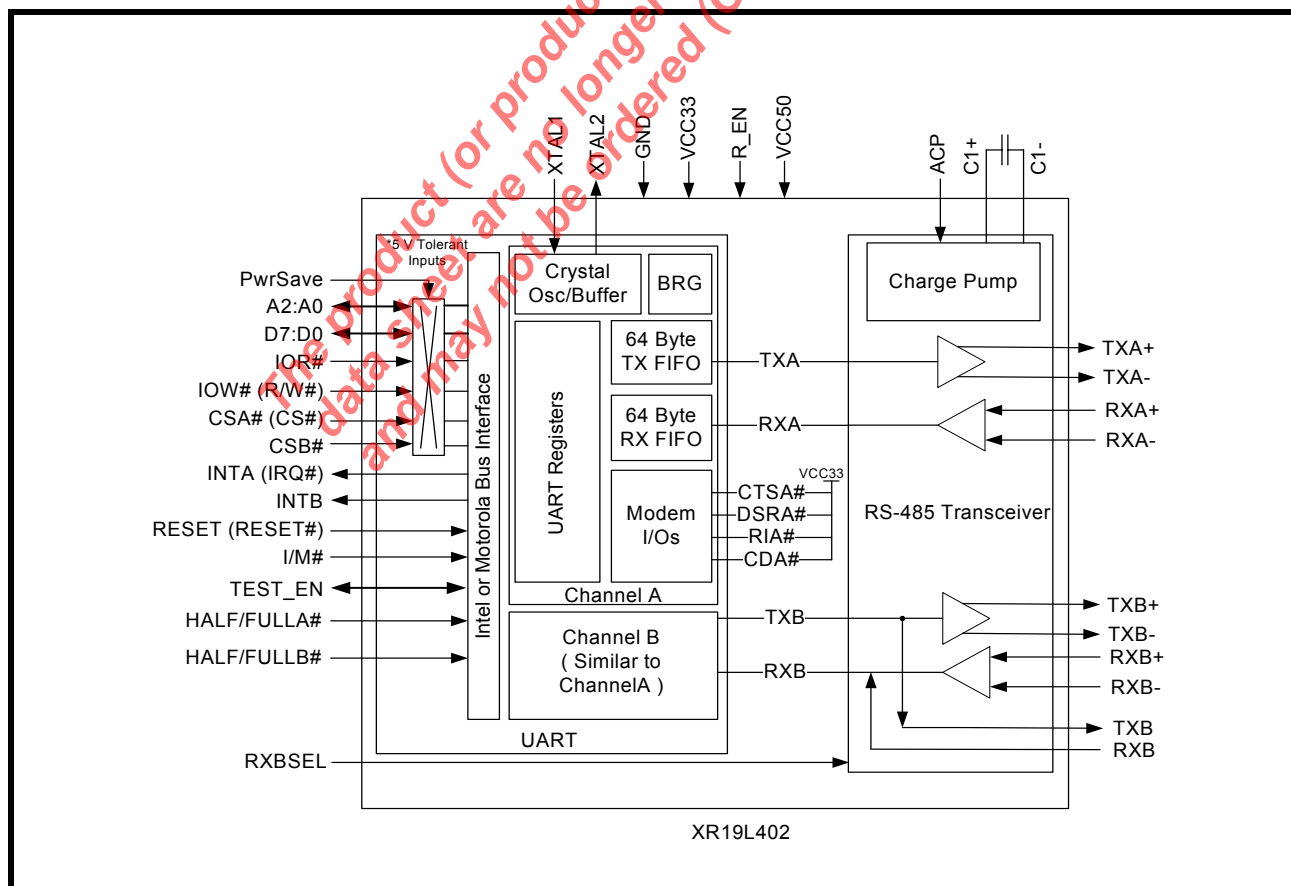 The product (or produc
data sheet are no longer
and may not be ordered (O
XTAL1
XTAL2
GND
VCC33
R_EN
VCC50
ACP
C1+
C1-
*5 V Tolerant
Inputs
PwrSave
A2:A0
D7:D0
IOR#
IOW# (R/W#)
CSA# (CS#)
CSB#
INTA (IRQ#)
INTB
RESET (RESET#)
I/M#
TEST_EN
HALF/FULLA#
HALF/FULLB#
RXBSEL
Intel or Motorola Bus Interface
Crystal
Osc/Buffer
BRG
UART Registers
64 Byte
TX FIFO
64 Byte
RX FIFO
Modem
I/Os
Channel A
Channel B
( Similar to
ChannelA )
UART
TXA
RXA
CTSA#
DSRA#
RIA#
CDA#
VCC33
TXB
RXB
Charge Pump
RS-485 Transceiver
TXA+
TXA-
RXA+
RXA-
TXB+
TXB-
RXB+
RXB-
TXB
RXB
XR19L402